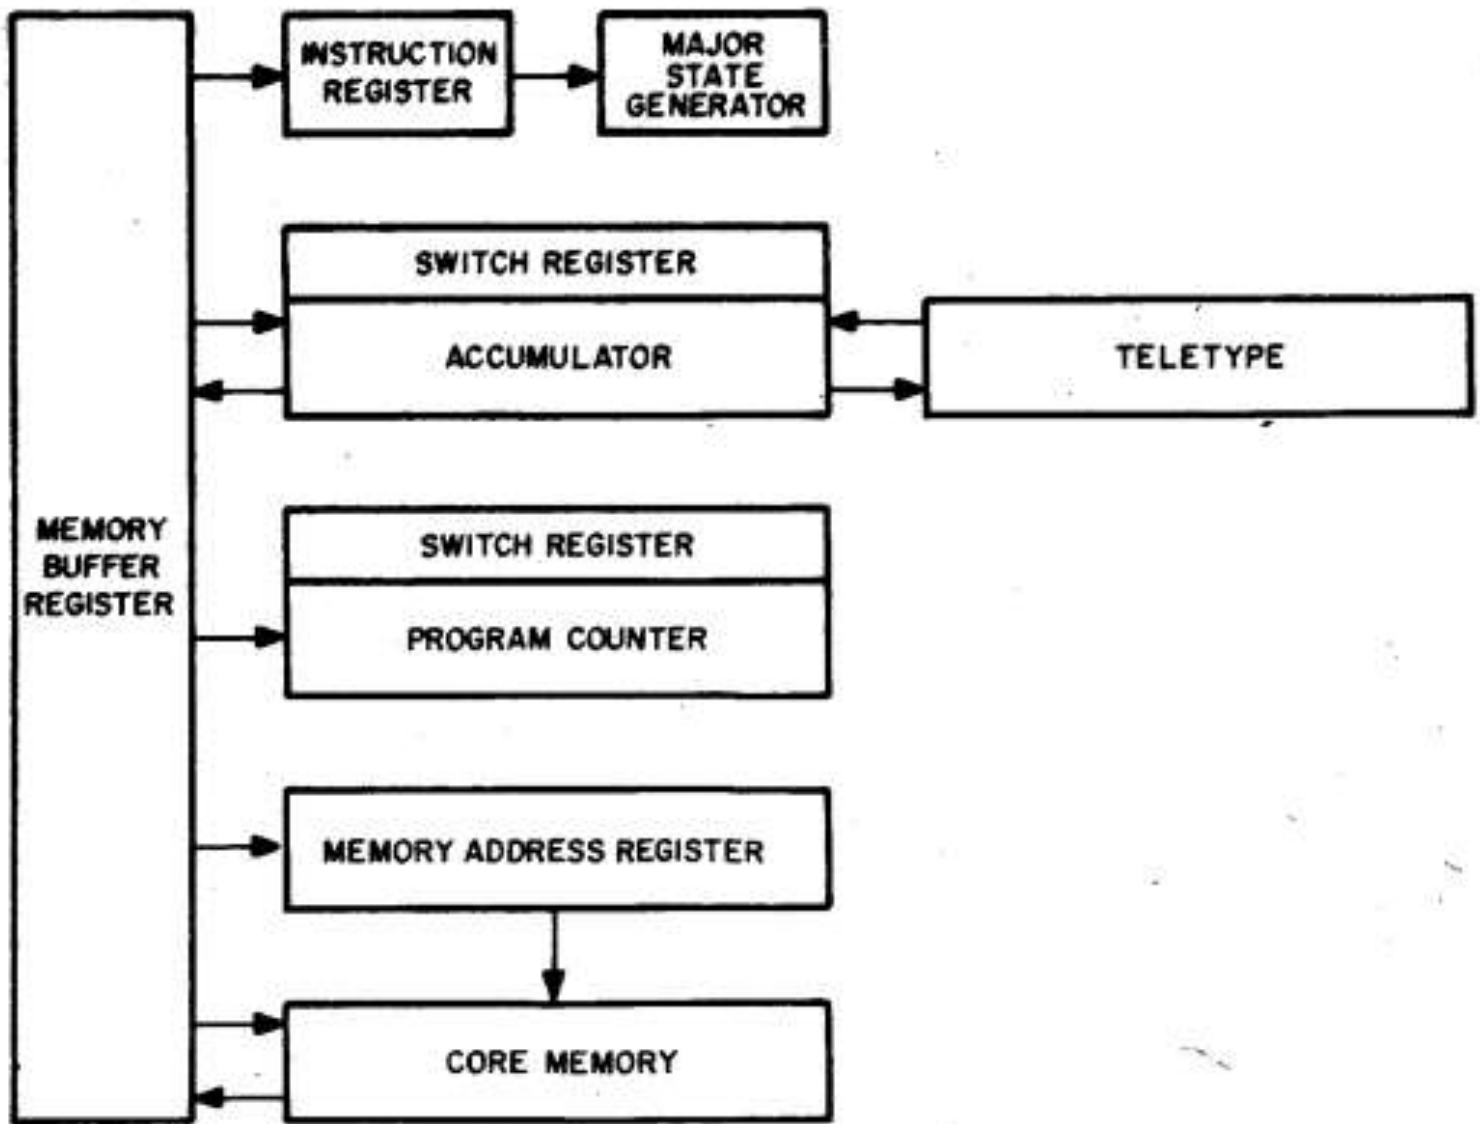 INSTRUCTION
REGISTER
MAJOR
STATE
GENERATOR
SWITCH REGISTER
ACCUMULATOR
TELETYPE
MEMORY
BUFFER
REGISTER
SWITCH REGISTER
PROGRAM COUNTER
MEMORY ADDRESS REGISTER
CORE MEMORY